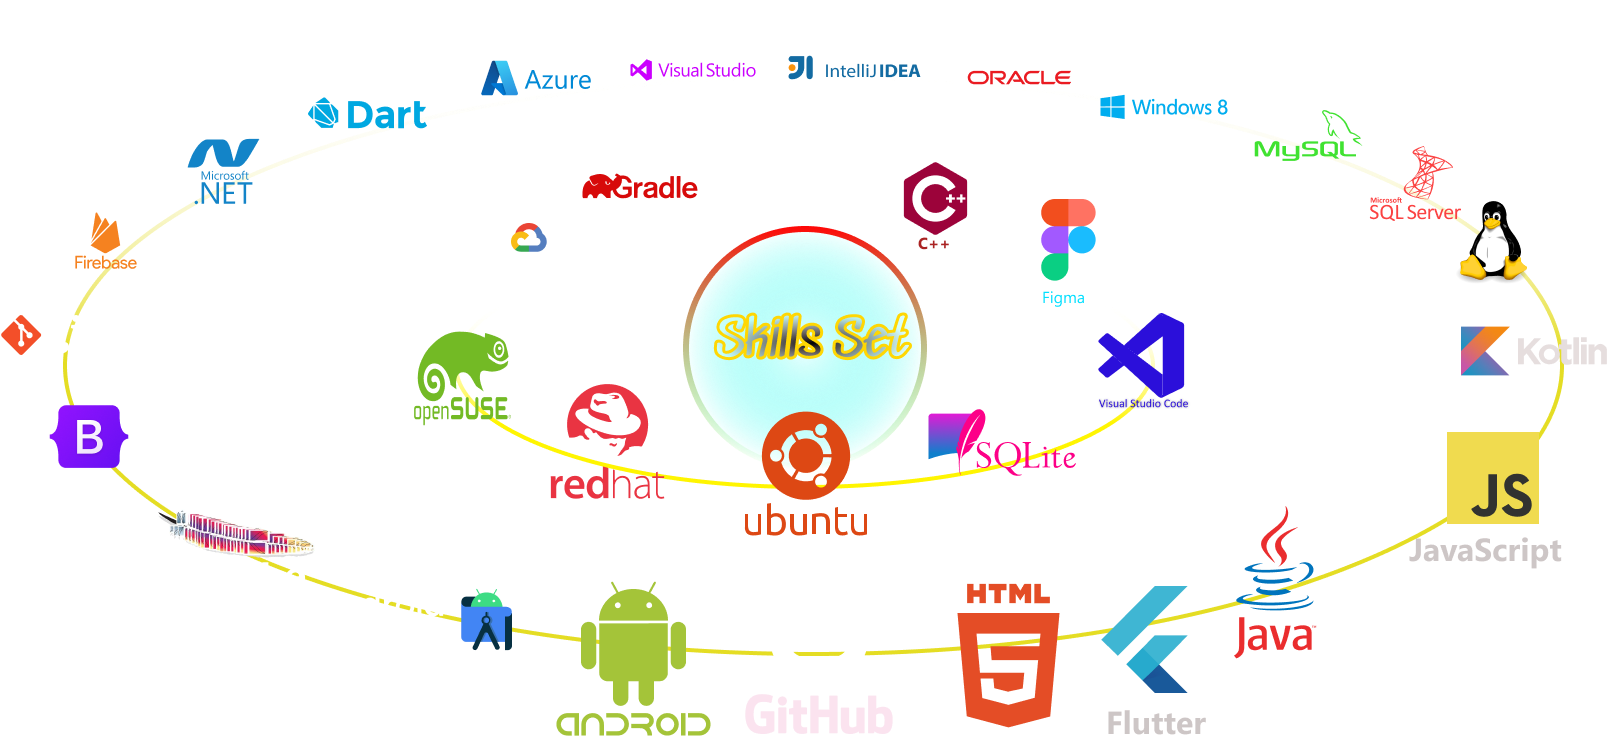 Azure
Visual Studio
IntelliJ IDEA
ORACLE
Windows 8
Dart
MySQL
Microsoft
.NET
Microsoft
SQL Server
Gradle
C++
C++
Firebase
Figma
Skills Set
Kotlin
openSUSE
Visual Studio Code
B
redhat
SQLite
ubuntu
JS
JavaScript
HTML
5
Java
ANDROID
GitHub
Flutter